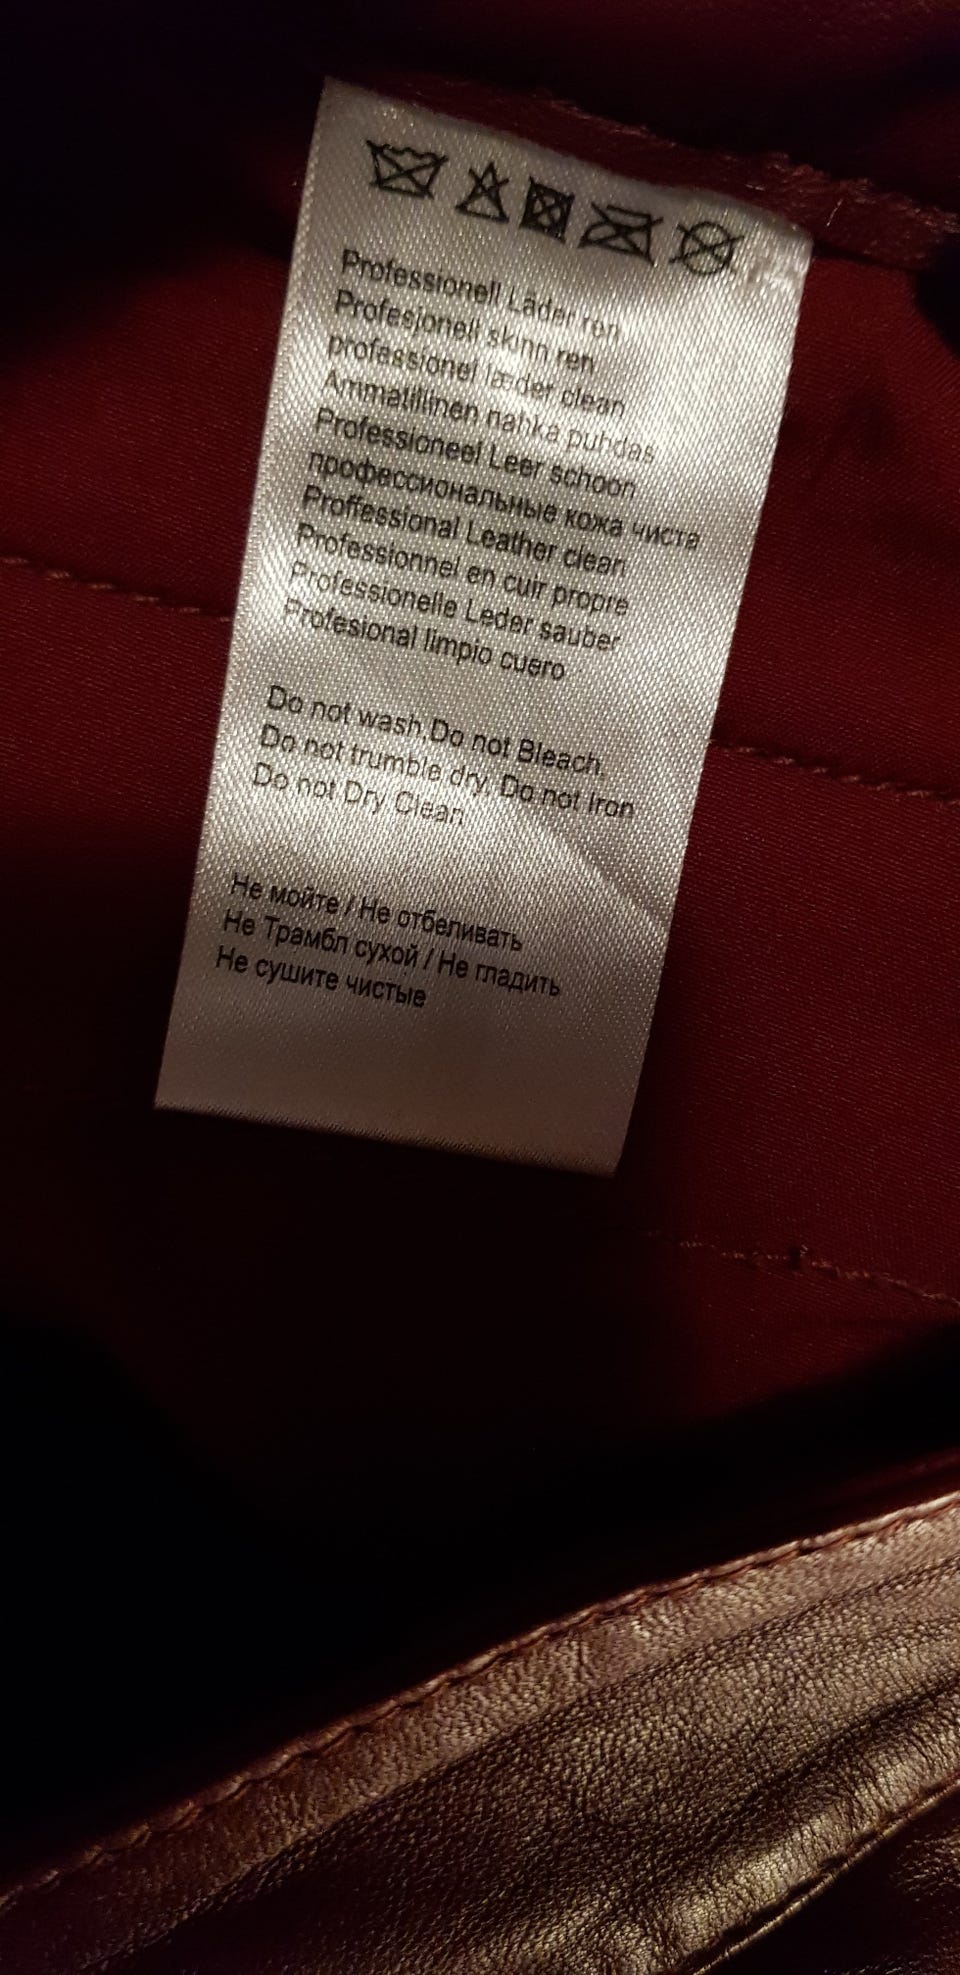 Professionell Läder ren
Profesjonell skinn ren
professionel læder clean
Ammatillinen nahka puhdas
Professioneel Leer schoon
профессиональные кожа чиста
Proffessional Leather clean
Professionnel en cuir propre
Professionelle Leder sauber
Profesional limpio cuero
Do not wash,Do not Bleach,
Do not trumble dry, Do not Iron
Do not Dry Clean
Не мойте / Не отбеливать
Не Трамбл сухой / Не гладить
Не сушите чистые